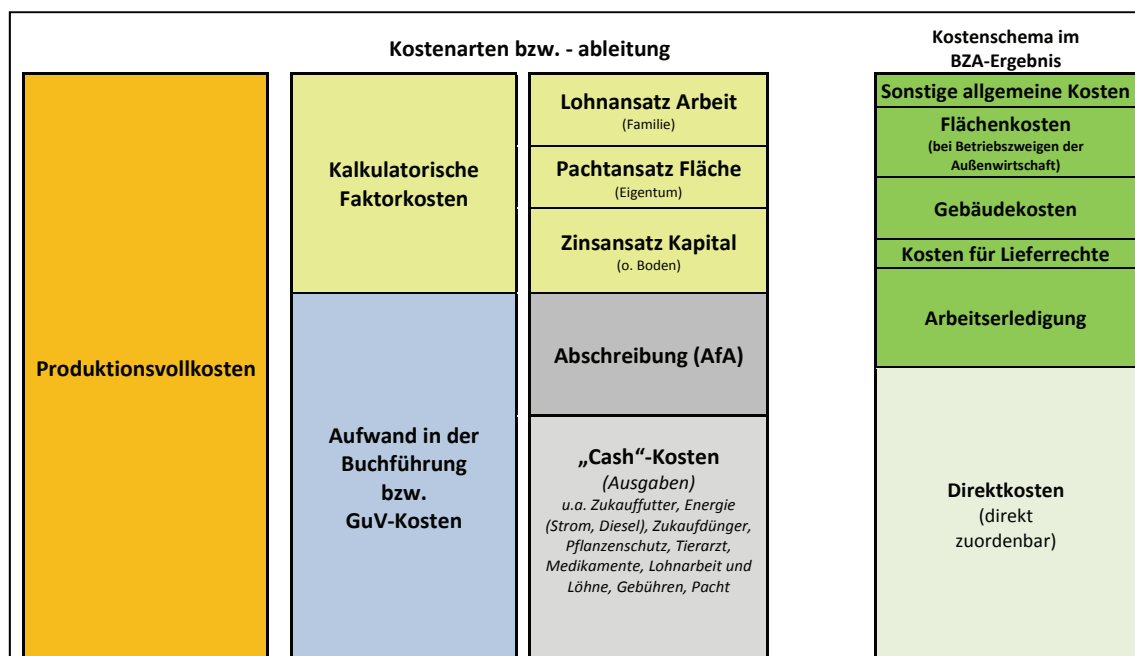 Kostenarten bzw. - ableitung
Kostenschema im
BZA-Ergebnis
Produktionsvollkosten
Kalkulatorische
Faktorkosten
Aufwand in der
Buchführung
bzw.
GuV-Kosten
Lohnansatz Arbeit
(Familie)
Pachtansatz Fläche
(Eigentum)
Zinsansatz Kapital
(o. Boden)
Abschreibung (AfA)
„Cash“-Kosten
(Ausgaben)
u.a. Zukauffutter, Energie
(Strom, Diesel), Zukaufdünger,
Pflanzenschutz, Tierarzt,
Medikamente, Lohnarbeit und
Löhne, Gebühren, Pacht
Sonstige allgemeine Kosten
Flächenkosten
(bei Betriebszweigen der
Außenwirtschaft)
Gebäudekosten
Kosten für Lieferrechte
Arbeitserledigung
Direktkosten
(direkt
zuordenbar)